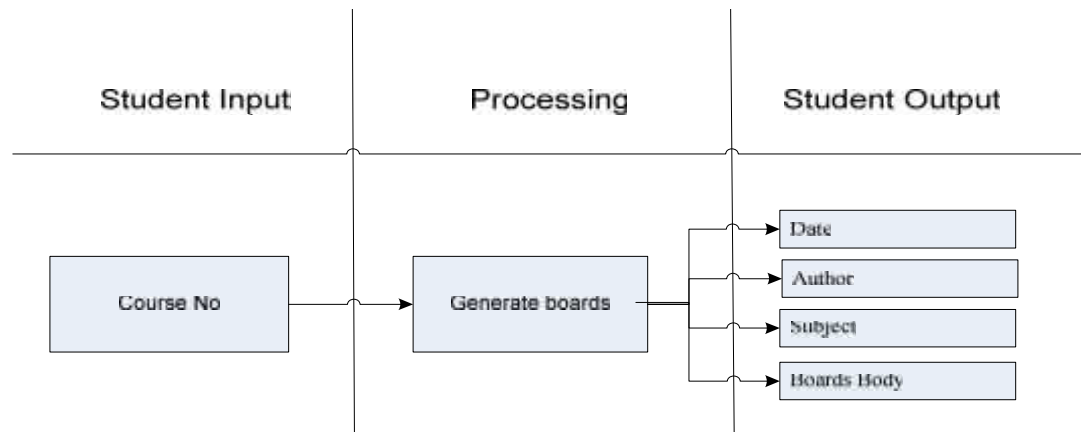 Student Input
Processing
Student Output
Course No
Generate boards
Date
Author
Subject
Boards Body